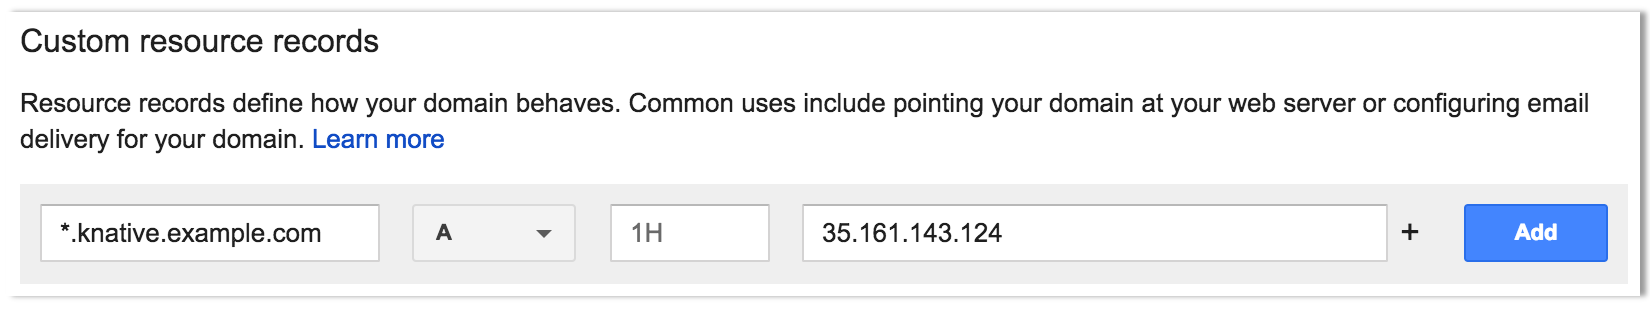 Custom resource records
Resource records define how your domain behaves. Common uses include pointing your domain at your web server or configuring email
delivery for your domain. Learn more
*.knative.example.com A 1H 35.161.143.124 + Add